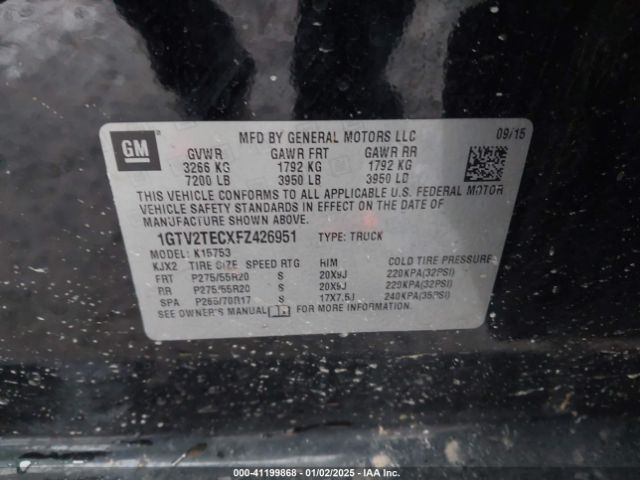 GM
MFD BY GENERAL MOTORS LLC 09/15
GVWR GAWR FRT GAWR RR
3266 KG 1792 KG 1792 KG
7200 LB 3950 LB 3950 LB
THIS VEHICLE CONFORMS TO ALL APPLICABLE U.S. FEDERAL MOTOR
VEHICLE SAFETY STANDARDS IN EFFECT ON THE DATE OF
MANUFACTURE SHOWN ABOVE.
1GTV2TECXFZ426951 TYPE: TRUCK
MODEL: K15753
KJX2 TIRE SIZE SPEED RTG RIM COLD TIRE PRESSURE
FRT P275/55R20 S 20X9J 220KPA(32PSI)
RR P275/55R20 S 20X9J 220KPA(32PSI)
SPA P265/70R17 S 17X7.5J 240KPA(35PSI)
SEE OWNER'S MANUAL FOR MORE INFORMATION.
000-41199868 - 01/02/2025 - IAA Inc.